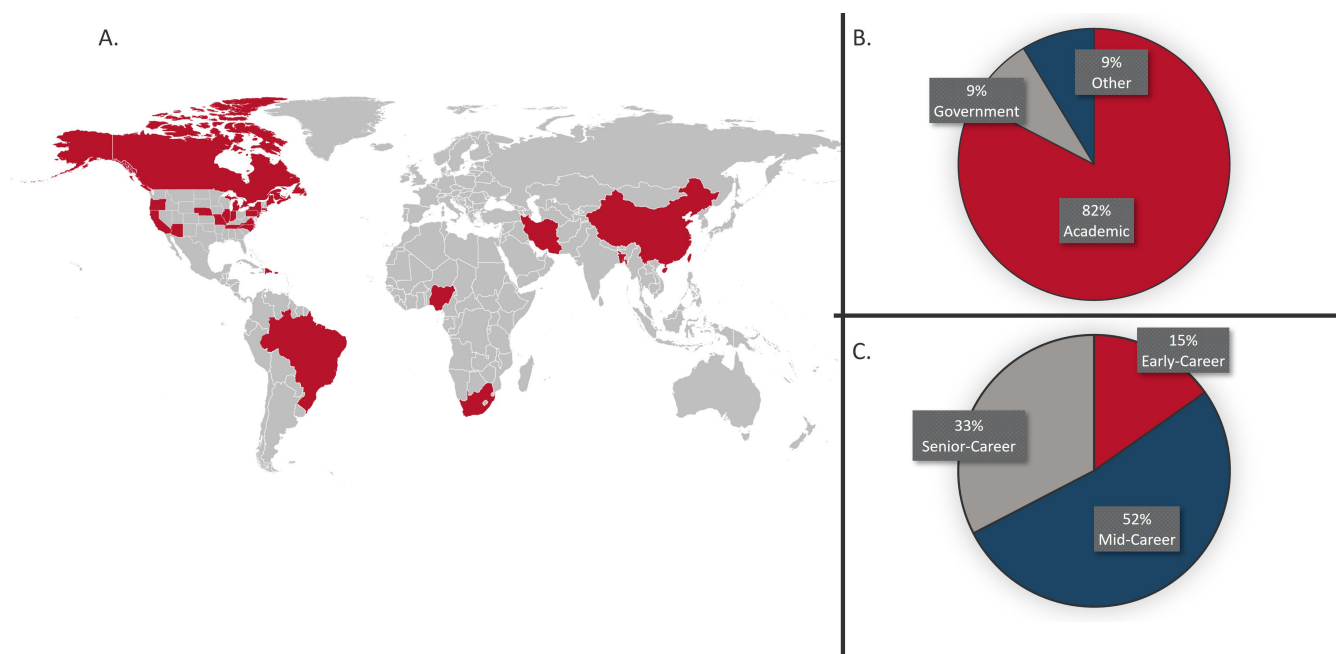 A.
B.
9%
Other
9%
Government
82%
Academic
C.
15%
Early-Career
33%
Senior-Career
52%
Mid-Career